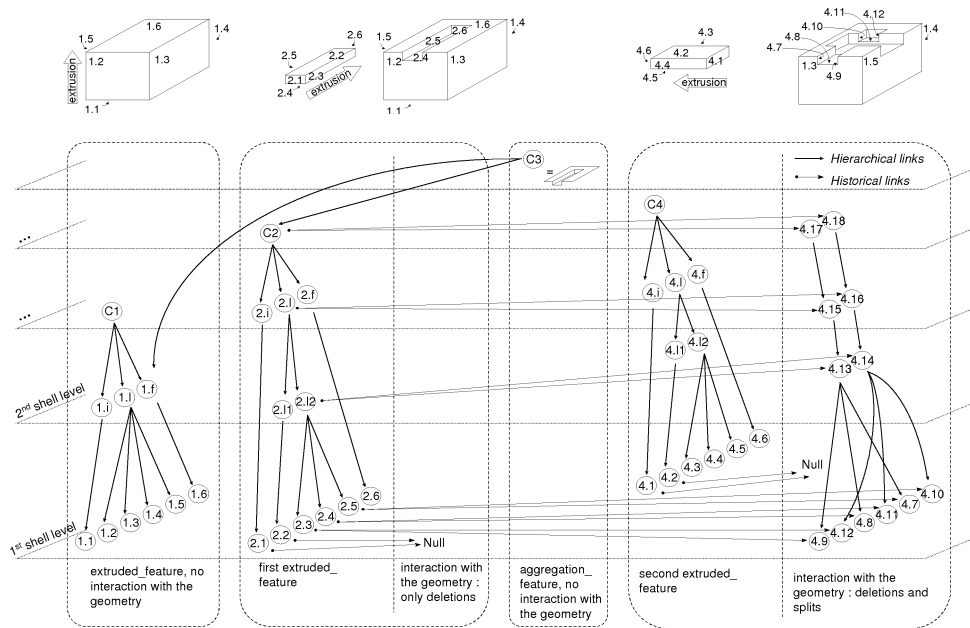 1.6
1.4
1.5
1.2
1.3
1.1
extrusion
2.6
2.5
2.2
2.1
2.3
2.4
extrusion
1.6
1.4
1.5
2.6
2.5
1.2
2.4
1.3
1.1
4.3
4.6
4.2
4.4
4.1
4.5
extrusion
4.11
4.12
4.10
4.8
4.7
1.4
1.3
1.5
4.9
C3
=
Hierarchical links
Historical links
...
C2
C4
4.18
4.17
...
C1
2.i
2.l
2.f
4.i
4.l
4.f
4.16
4.15
2nd shell level
1.i
1.l
1.f
2.l1
2.l2
4.l1
4.l2
4.14
4.13
1st shell level
1.1
1.2
1.3
1.4
1.5
1.6
2.1
2.2
2.3
2.4
2.5
2.6
Null
4.1
4.2
4.3
4.4
4.5
4.6
Null
4.9
4.12
4.8
4.11
4.7
4.10
extruded_feature, no
interaction with the
geometry
first extruded_
feature
interaction with
the geometry :
only deletions
aggregation_
feature, no
interaction with
the geometry
second extruded_
feature
interaction with the
geometry : deletions and
splits